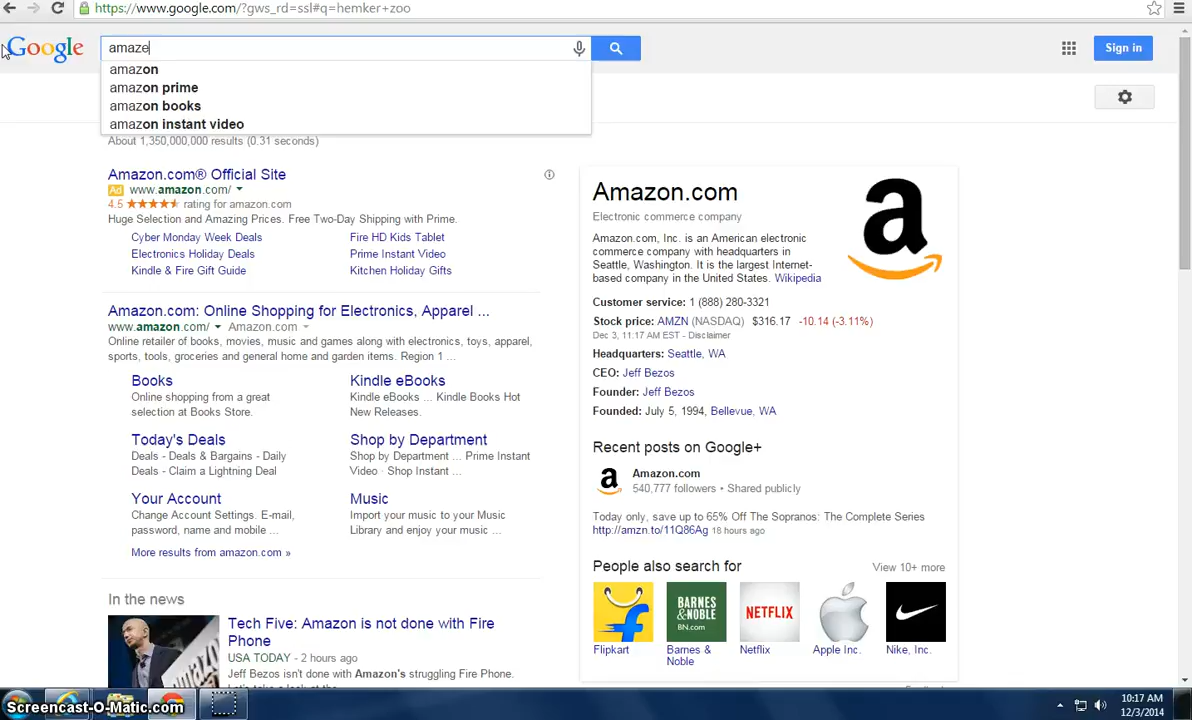 https://www.google.com/?gws_rd=ssl#q=hemker+zoo
Google
amaze
Sign in
amazon
amazon prime
amazon books
amazon instant video
About 1,350,000,000 results (0.31 seconds)
Amazon.com® Official Site
Ad www.amazon.com/
4.5 rating for amazon.com
Huge Selection and Amazing Prices. Free Two-Day Shipping with Prime.
Cyber Monday Week Deals
Fire HD Kids Tablet
Electronics Holiday Deals
Prime Instant Video
Kindle & Fire Gift Guide
Kitchen Holiday Gifts
Amazon.com: Online Shopping for Electronics, Apparel ...
www.amazon.com/ Amazon.com
Online retailer of books, movies, music and games along with electronics, toys, apparel,
sports, tools, groceries and general home and garden items. Region 1 ...
Books
Online shopping from a great
selection at Books Store.
Kindle eBooks
Kindle eBooks ... Kindle Books Hot
New Releases.
Today's Deals
Deals - Deals & Bargains - Daily
Deals - Claim a Lightning Deal
Shop by Department
Shop by Department ... Prime Instant
Video · Shop Instant ...
Your Account
Change Account Settings. E-mail,
password, name and mobile ...
Music
Import your music to your Music
Library and enjoy your music ...
More results from amazon.com »
In the news
Tech Five: Amazon is not done with Fire
Phone
USA TODAY - 2 hours ago
Jeff Bezos isn't done with Amazon's struggling Fire Phone.
Amazon.com
Electronic commerce company
Amazon.com, Inc. is an American electronic
commerce company with headquarters in
Seattle, Washington. It is the largest Internet-
based company in the United States. Wikipedia
Customer service: 1 (888) 280-3321
Stock price: AMZN (NASDAQ) $316.17 -10.14 (-3.11%)
Dec 3, 11:17 AM EST - Disclaimer
Headquarters: Seattle, WA
CEO: Jeff Bezos
Founder: Jeff Bezos
Founded: July 5, 1994, Bellevue, WA
Recent posts on Google+
Amazon.com
540,777 followers • Shared publicly
Today only, save up to 65% Off The Sopranos: The Complete Series
http://amzn.to/11Q86Ag 18 hours ago
People also search for
View 10+ more
BARNES
&NOBLE
BN.com
NETFLIX
Flipkart
Barnes &
Noble
Netflix
Apple Inc.
Nike, Inc.
Screencast-O-Matic.com
10:17 AM
12/3/2014